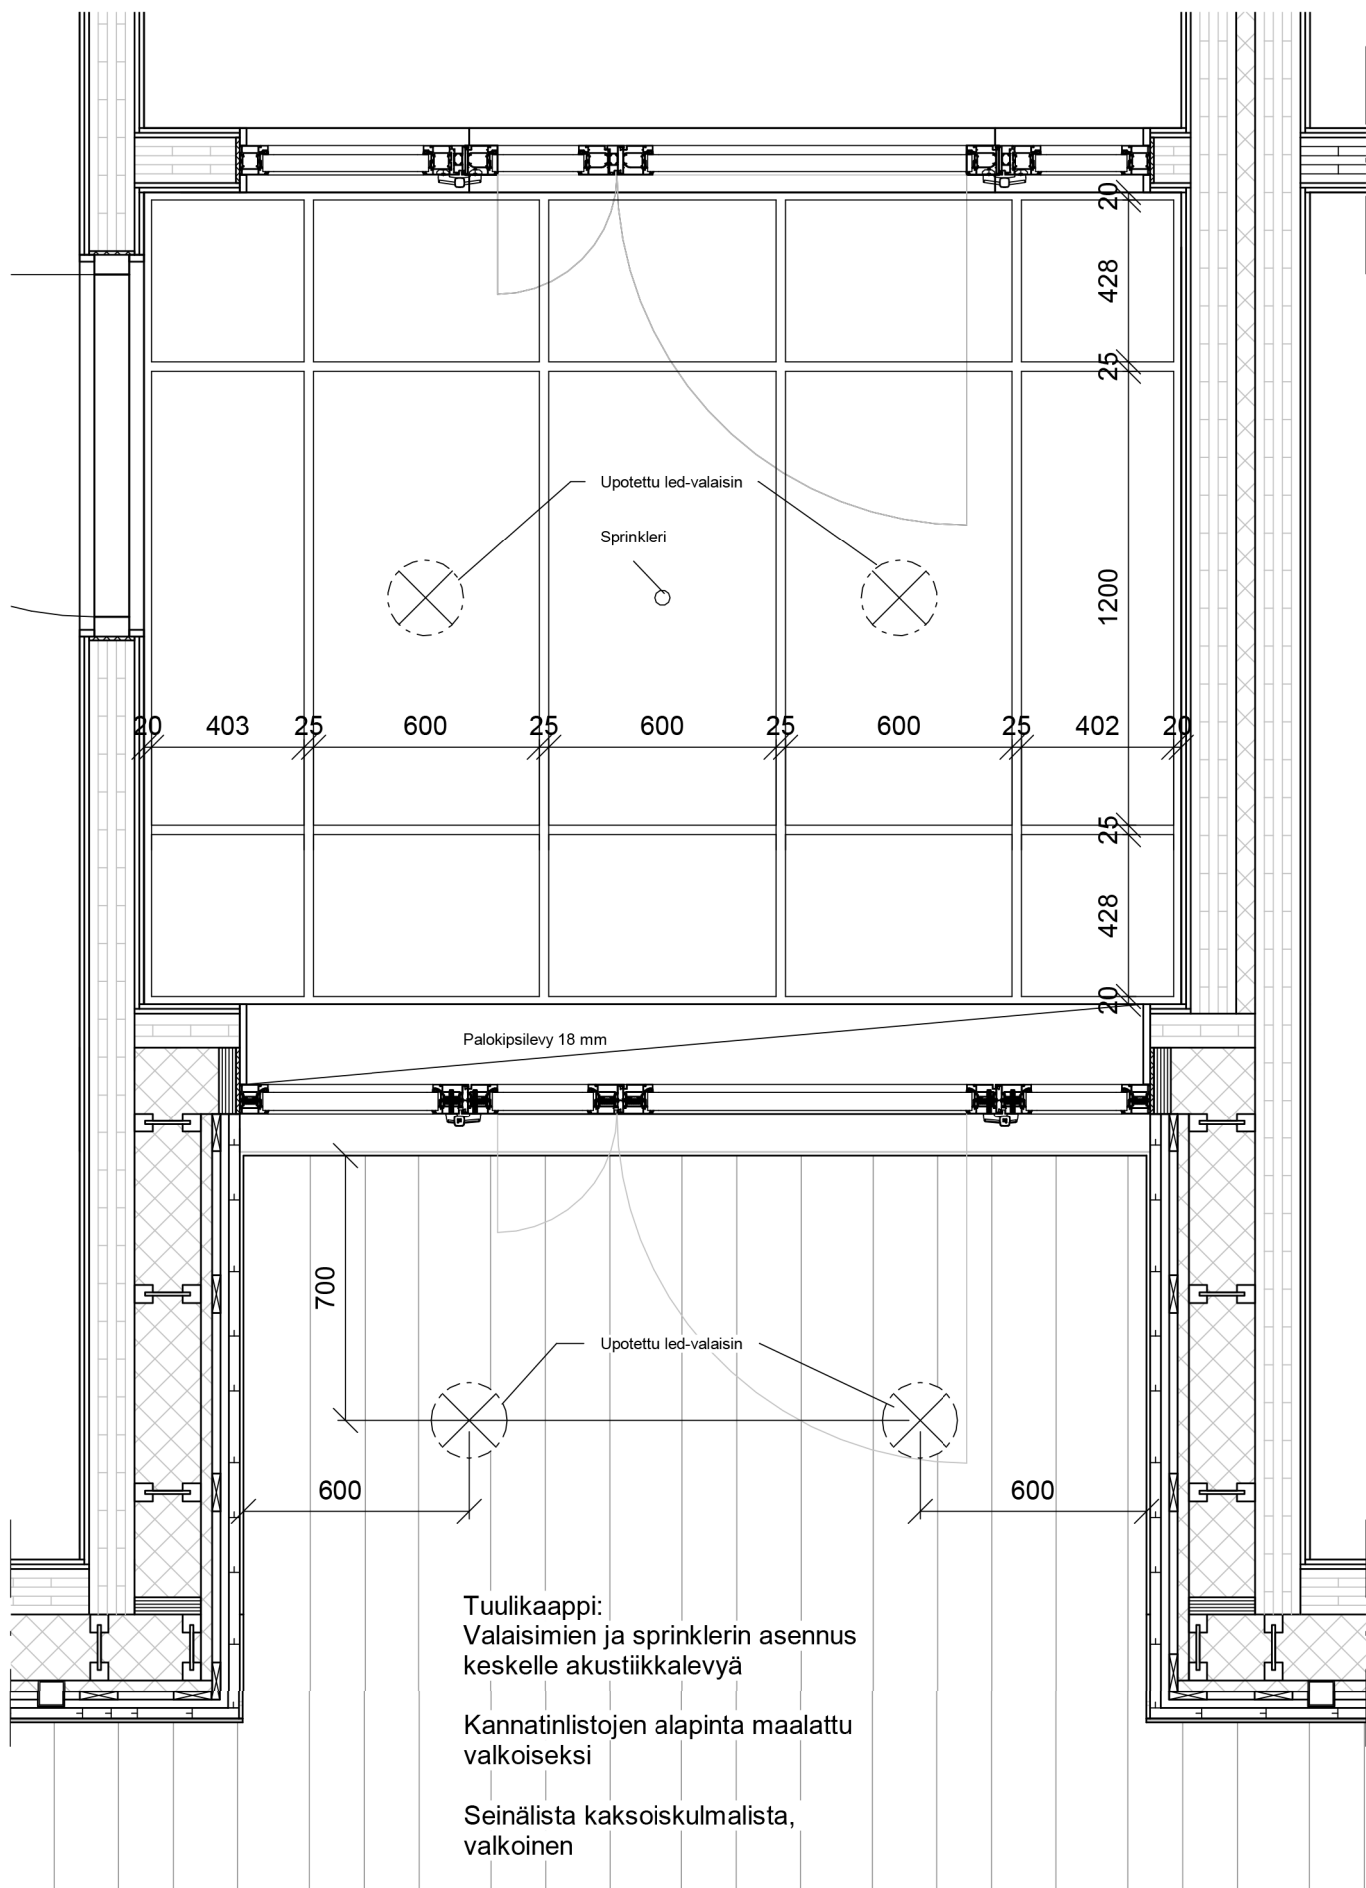 20
428
25
Upotettu led-valaisin
Sprinkleri
1200
20 403 25 600 25 600 25 600 25 402 20
25
428
20
Palokipsilevy 18 mm
700
Upotettu led-valaisin
600 600
Tuulikaappi:
Valaisimien ja sprinklerin asennus
keskelle akustiikkalevyä
Kannatinlistojen alapinta maalattu
valkoiseksi
Seinälista kaksoiskulmalista,
valkoinen